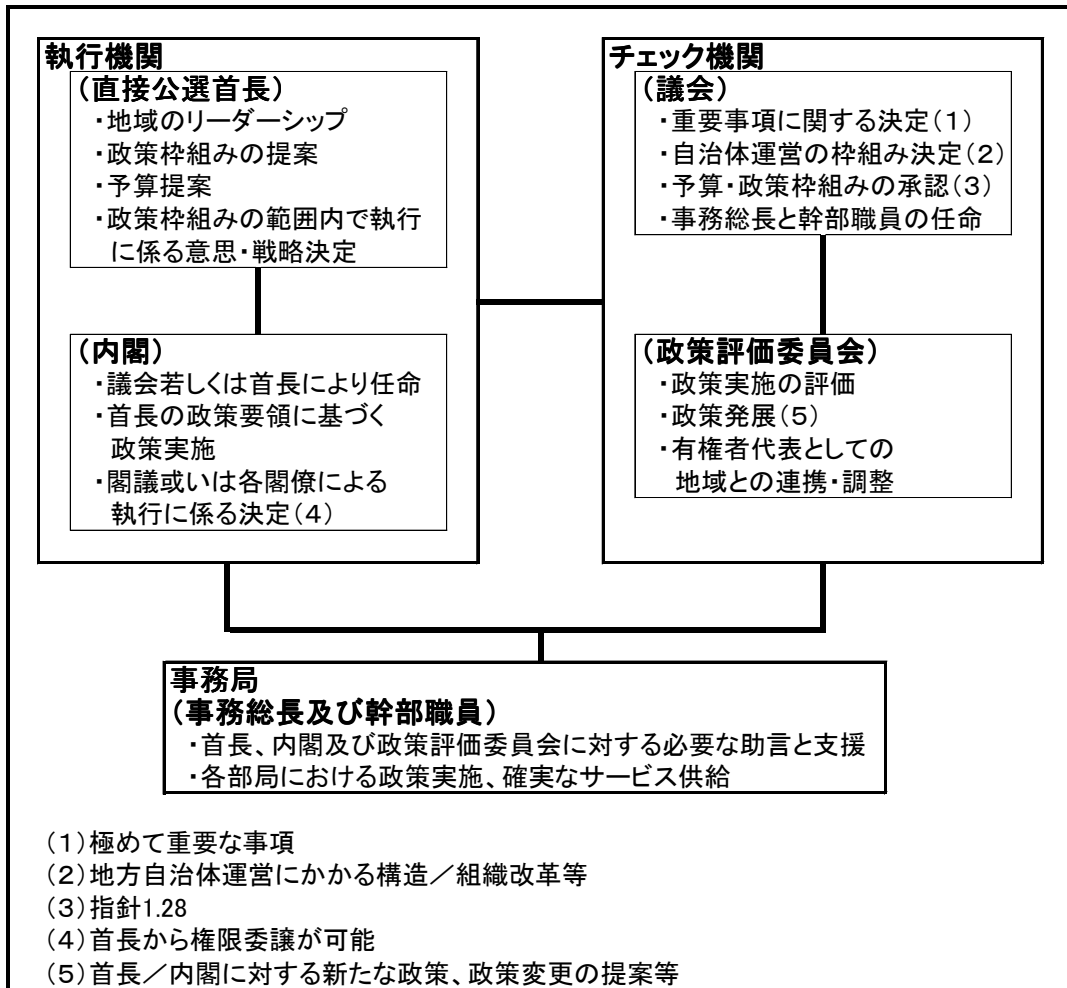 執行機関
(直接公選首長)
・地域のリーダーシップ
・政策枠組みの提案
・予算提案
・政策枠組みの範囲内で執行
に係る意思・戦略決定
(内閣)
・議会若しくは首長により任命
・首長の政策要領に基づく
政策実施
・閣議或いは各閣僚による
執行に係る決定(4)
チェック機関
(議会)
・重要事項に関する決定(1)
・自治体運営の枠組み決定(2)
・予算・政策枠組みの承認(3)
・事務総長と幹部職員の任命
(政策評価委員会)
・政策実施の評価
・政策発展(5)
・有権者代表としての
地域との連携・調整
事務局
(事務総長及び幹部職員)
・首長、内閣及び政策評価委員会に対する必要な助言と支援
・各部局における政策実施、確実なサービス供給
(1)極めて重要な事項
(2)地方自治体運営にかかる構造/組織改革等
(3)指針1.28
(4)首長から権限委譲が可能
(5)首長/内閣に対する新たな政策、政策変更の提案等